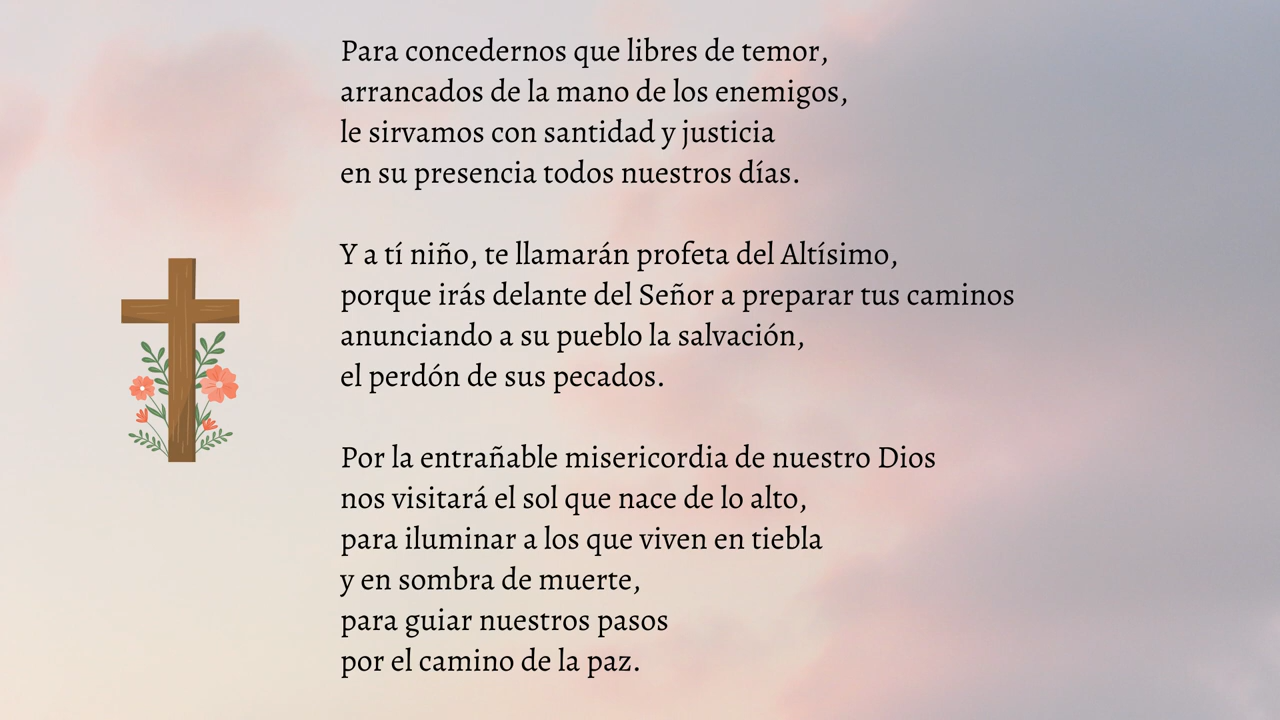 Para concedernos que libres de temor,
arrancados de la mano de los enemigos,
le sirvamos con santidad y justicia
en su presencia todos nuestros días.
Y a tí niño, te llamarán profeta del Altísimo,
porque irás delante del Señor a preparar tus caminos
anunciando a su pueblo la salvación,
el perdón de sus pecados.
Por la entrañable misericordia de nuestro Dios
nos visitará el sol que nace de lo alto,
para iluminar a los que viven en tiebla
y en sombra de muerte,
para guiar nuestros pasos
por el camino de la paz.